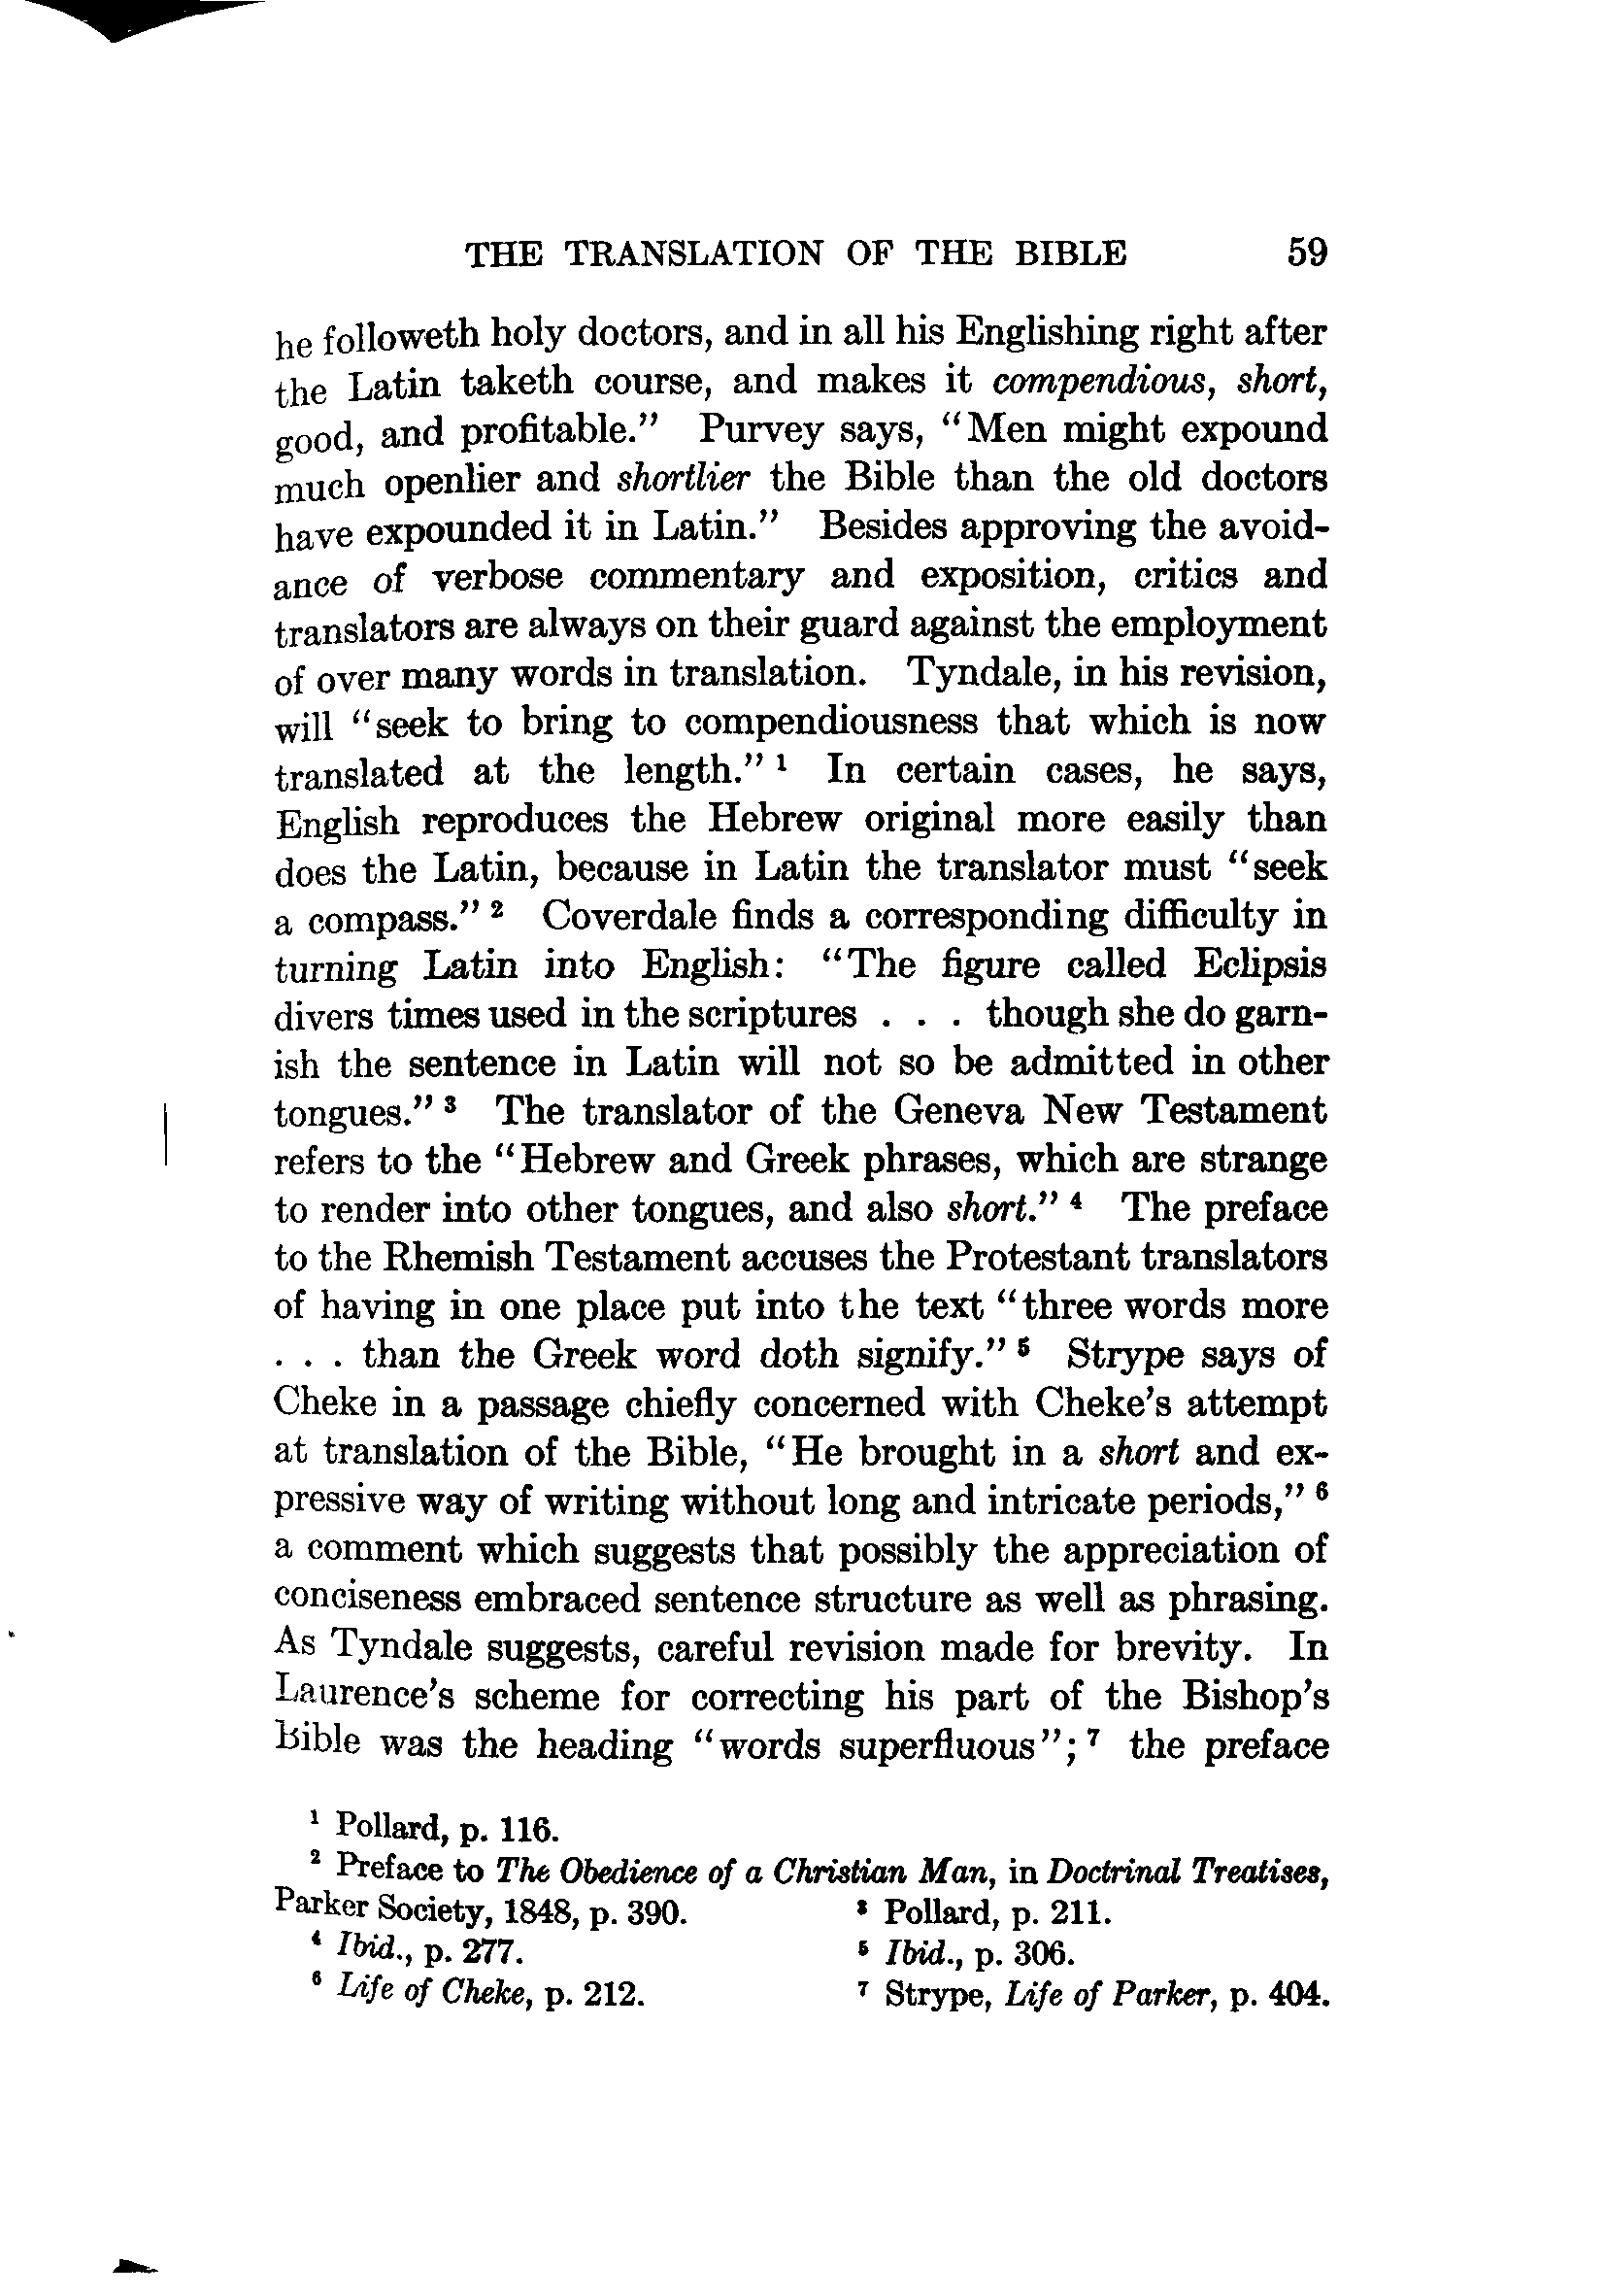 THE TRANSLATION OF THE BIBLE 59
he followeth holy doctors, and in all his Englishing right after
the Latin taketh course, and makes it compendious, short,
good, and profitable." Purvey says, "Men might expound
much openlier and shortlier the Bible than the old doctors
have expounded it in Latin." Besides approving the avoid-
ance of verbose commentary and exposition, critics and
translators are always on their guard against the employment
of over many words in translation. Tyndale, in his revision,
will "seek to bring to compendiousness that which is now
translated at the length." ¹ In certain cases, he says,
English reproduces the Hebrew original more easily than
does the Latin, because in Latin the translator must "seek
a compass." ² Coverdale finds a corresponding difficulty in
turning Latin into English: "The figure called Eclipsis
divers times used in the scriptures . . . though she do garn-
ish the sentence in Latin will not so be admitted in other
tongues." ³ The translator of the Geneva New Testament
refers to the "Hebrew and Greek phrases, which are strange
to render into other tongues, and also short." ⁴ The preface
to the Rhemish Testament accuses the Protestant translators
of having in one place put into the text "three words more
. . . than the Greek word doth signify." ⁵ Strype says of
Cheke in a passage chiefly concerned with Cheke's attempt
at translation of the Bible, "He brought in a short and ex-
pressive way of writing without long and intricate periods," ⁶
a comment which suggests that possibly the appreciation of
conciseness embraced sentence structure as well as phrasing.
As Tyndale suggests, careful revision made for brevity. In
Laurence's scheme for correcting his part of the Bishop's
Bible was the heading "words superfluous"; ⁷ the preface
¹ Pollard, p. 116.
² Preface to The Obedience of a Christian Man, in Doctrinal Treatises,
Parker Society, 1848, p. 390. ³ Pollard, p. 211.
⁴ Ibid., p. 277. ⁵ Ibid., p. 306.
⁶ Life of Cheke, p. 212. ⁷ Strype, Life of Parker, p. 404.